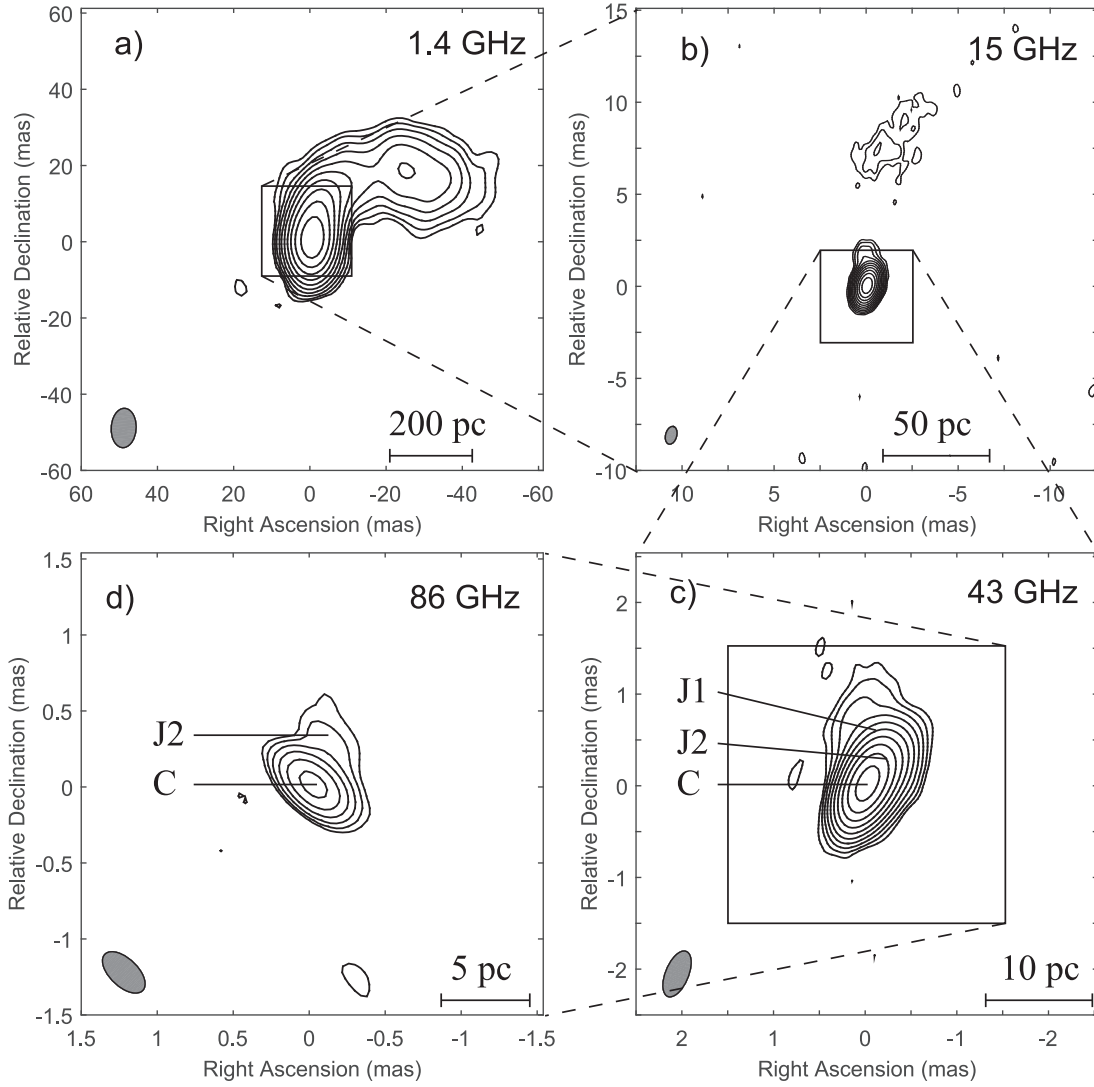 a)
1.4 GHz
Relative Declination (mas)
60
40
20
0
-20
-40
-60
200 pc
60
40
20
0
-20
-40
-60
Right Ascension (mas)
b)
15 GHz
Relative Declination (mas)
15
10
5
0
-5
-10
50 pc
10
5
0
-5
-10
Right Ascension (mas)
d)
86 GHz
Relative Declination (mas)
1.5
1
0.5
0
-0.5
-1
-1.5
J2
C
5 pc
1.5
1
0.5
0
-0.5
-1
-1.5
Right Ascension (mas)
c)
43 GHz
Relative Declination (mas)
2
1
0
-1
-2
J1
J2
C
10 pc
2
1
0
-1
-2
Right Ascension (mas)